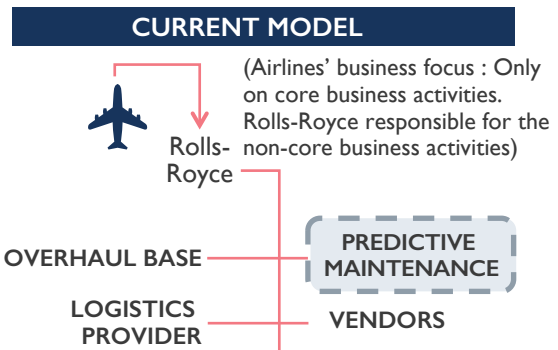 CURRENT MODEL
(Airlines’ business focus : Only
on core business activities.
Rolls-Royce responsible for the
non-core business activities)
Rolls-
Royce
OVERHAUL BASE
PREDICTIVE
MAINTENANCE
LOGISTICS
PROVIDER
VENDORS